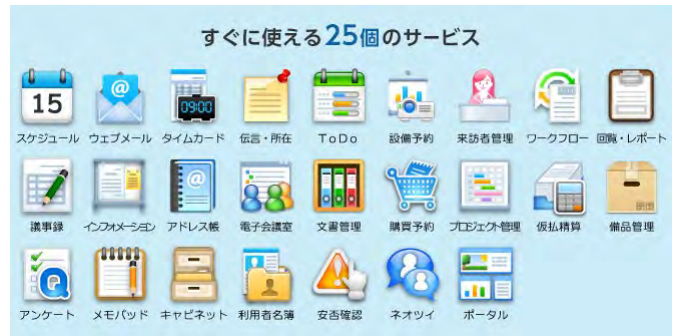 すぐに使える25個のサービス
15
@
09:00
スケジュール ウェブメール タイムカード 伝言・所在 ToDo 設備予約 来訪者管理 ワークフロー 回覧・レポート
@
議事録 インフォメーション アドレス帳 電子会議室 文書管理 購買予約 プロジェクト管理 仮払精算 備品管理
Q
アンケート メモパッド キャビネット 利用者名簿 安否確認 ネオツイ ポータル